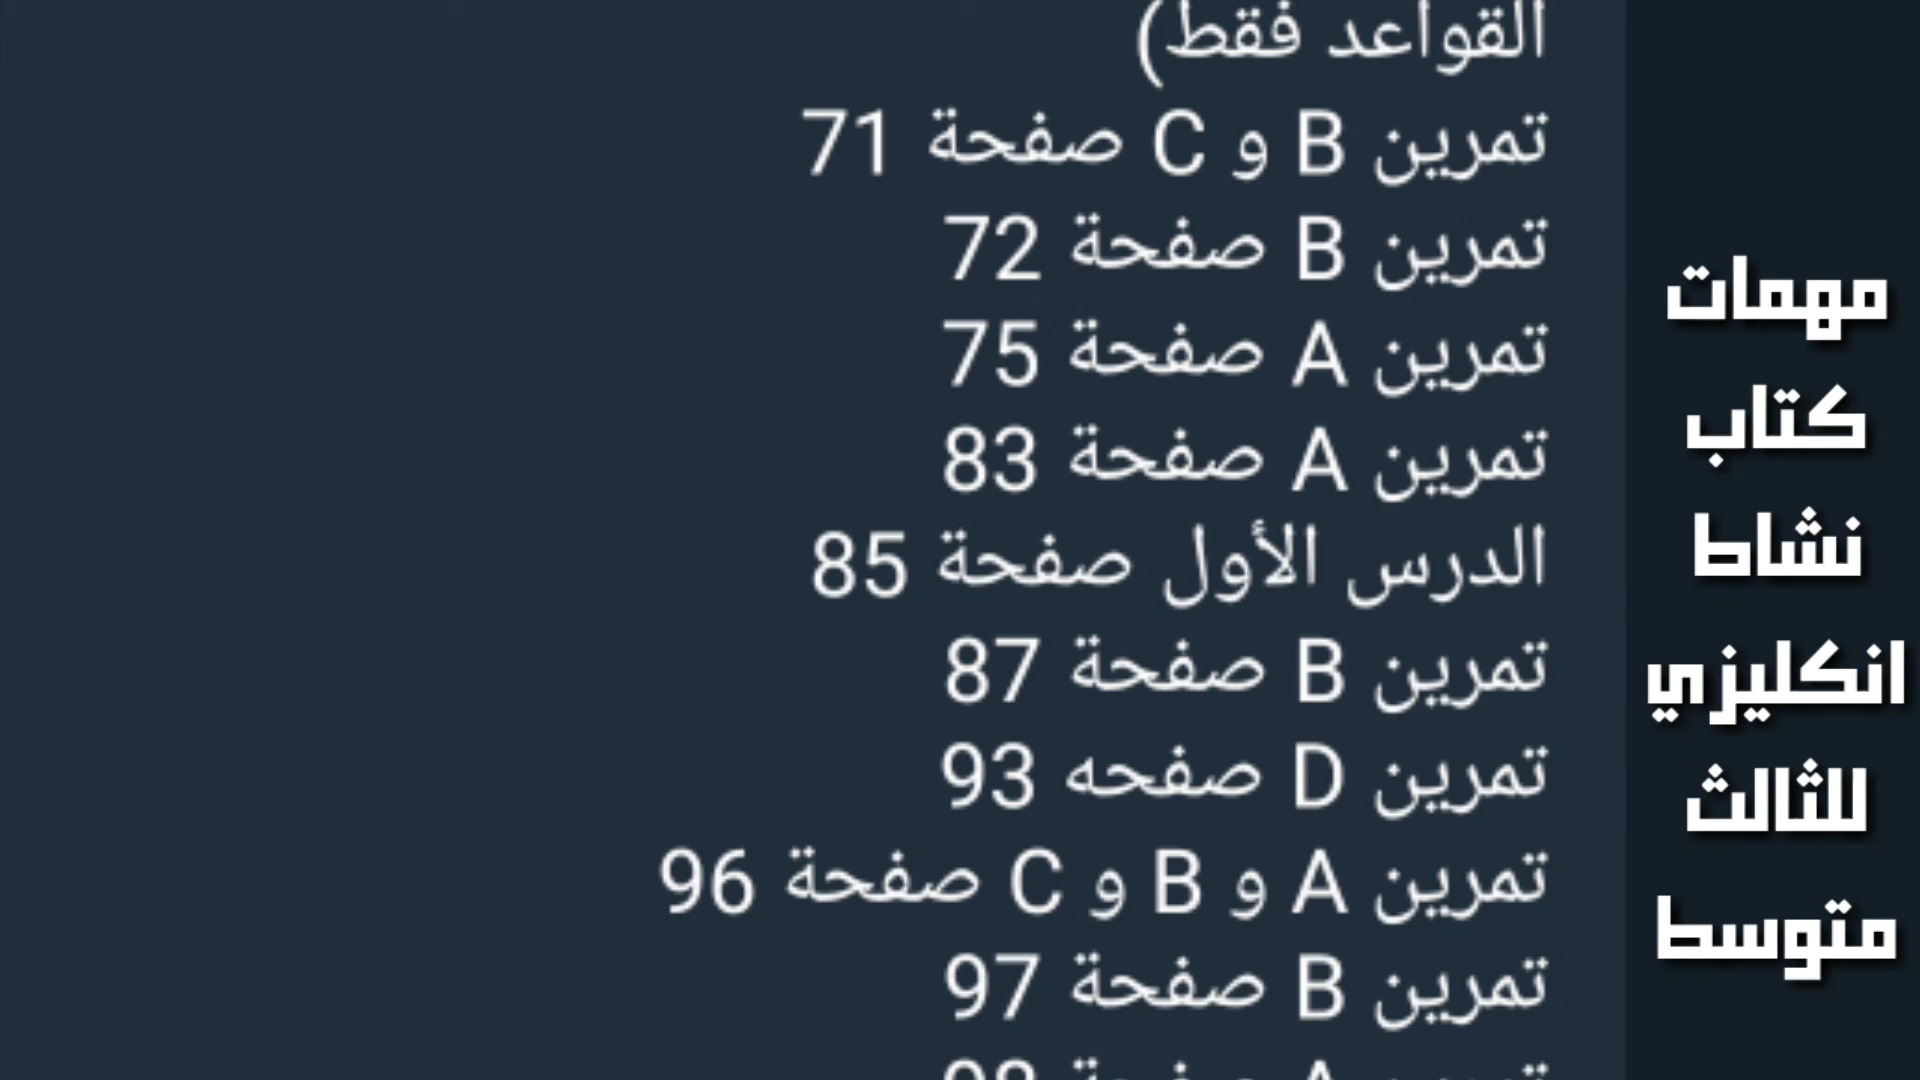 القواعد فقط)
تمرين B و C صفحة 71
تمرين B صفحة 72
تمرين A صفحة 75
تمرين A صفحة 83
الدرس الأول صفحة 85
تمرين B صفحة 87
تمرين D صفحه 93
تمرين A و B و C صفحة 96
تمرين B صفحة 97
مهمات
كتاب
نشاط
انكليزي
للثالث
متوسط